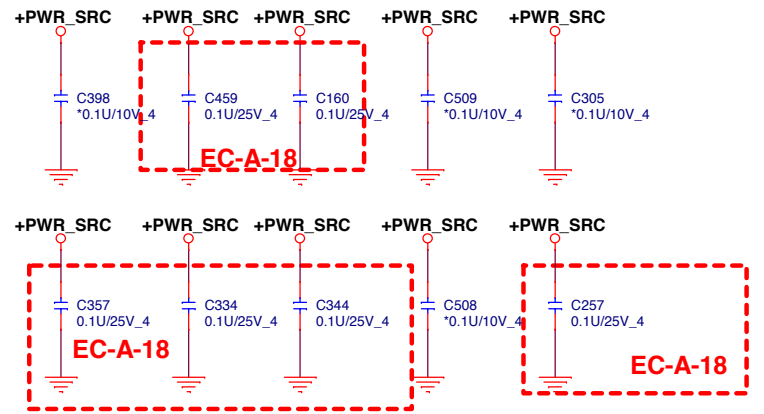 +PWR_SRC +PWR_SRC +PWR_SRC +PWR_SRC +PWR_SRC
C398 C459 C160 C509 C305
*0.1U/10V_4 0.1U/25V_4 0.1U/25V_4 *0.1U/10V_4 *0.1U/10V_4
EC-A-18
+PWR_SRC +PWR_SRC +PWR_SRC +PWR_SRC +PWR_SRC
C357 C334 C344 C508 C257
0.1U/25V_4 0.1U/25V_4 0.1U/25V_4 *0.1U/10V_4 0.1U/25V_4
EC-A-18
EC-A-18